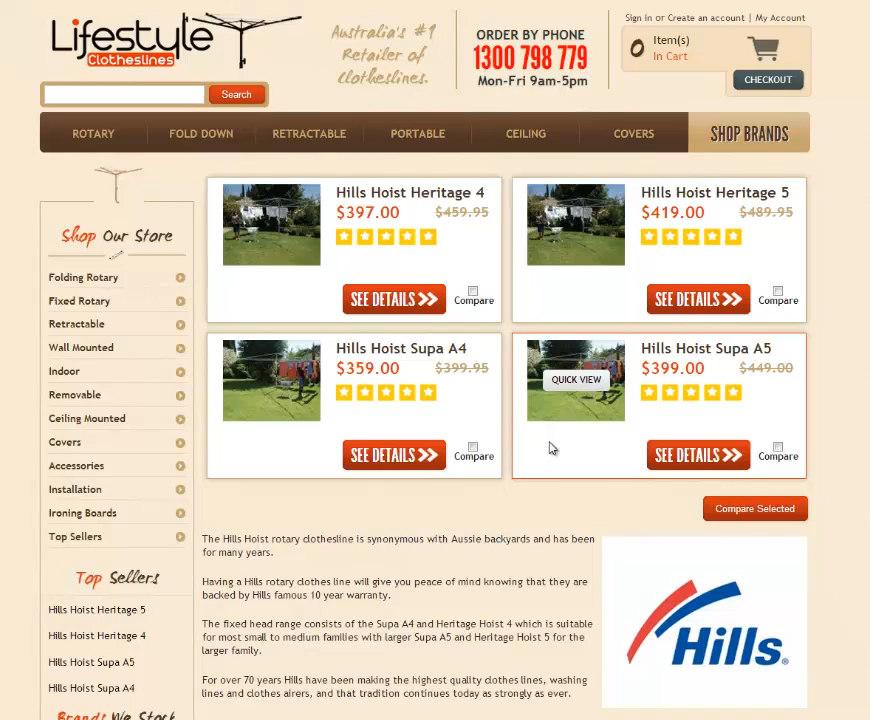 Lifestyle
Clotheslines
Australia's #1
Retailer of
clotheslines.
ORDER BY PHONE
1300 798 779
Mon-Fri 9am-5pm
Sign in or Create an account | My Account
Item(s)
In Cart
CHECKOUT
Search
ROTARY FOLD DOWN RETRACTABLE PORTABLE CEILING COVERS SHOP BRANDS
Shop Our Store
Folding Rotary
Fixed Rotary
Retractable
Wall Mounted
Indoor
Removable
Ceiling Mounted
Covers
Accessories
Installation
Ironing Boards
Top Sellers
Top Sellers
Hills Hoist Heritage 5
Hills Hoist Heritage 4
Hills Hoist Supa A5
Hills Hoist Supa A4
Brands We Stock
Hills Hoist Heritage 4
$397.00 $459.95
SEE DETAILS >>
Compare
Hills Hoist Heritage 5
$419.00 $489.95
SEE DETAILS >>
Compare
Hills Hoist Supa A4
$359.00 $399.95
SEE DETAILS >>
Compare
Hills Hoist Supa A5
$399.00 $449.00
QUICK VIEW
SEE DETAILS >>
Compare
Compare Selected
The Hills Hoist rotary clothesline is synonymous with Aussie backyards and has been
for many years.
Having a Hills rotary clothes line will give you peace of mind knowing that they are
backed by Hills famous 10 year warranty.
The fixed head range consists of the Supa A4 and Heritage Hoist 4 which is suitable
for most small to medium families with larger Supa A5 and Heritage Hoist 5 for the
larger family.
For over 70 years Hills have been making the highest quality clothes lines, washing
lines and clothes airers, and that tradition continues today as strongly as ever.
Hills®